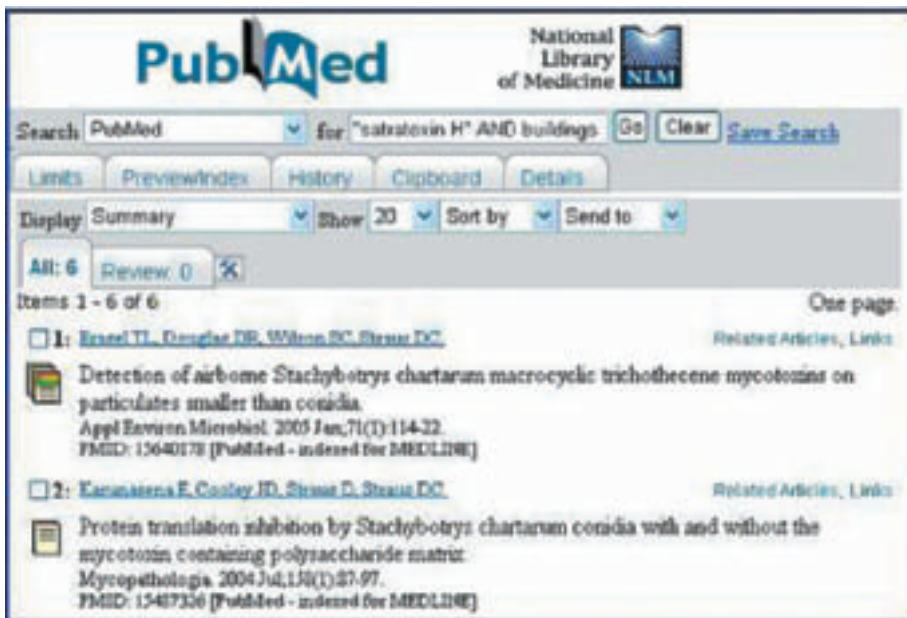 PubMed
National
Library
of Medicine NLM
Search PubMed for "satratoxin H" AND buildings Go Clear Save Search
Limits Preview/Index History Clipboard Details
Display Summary Show 20 Sort by Send to
All: 6 Review: 0
Items 1 - 6 of 6 One page.
1: TL, Douglas DR, Wilson SC, Straus DC. Related Articles, Links
Detection of airborne Stachybotrys chartarum macrocyclic trichothecene mycotoxins on
particulates smaller than conidia.
Appl Environ Microbiol. 2005 Jan;71(1):114-22.
PMID: 15640178 [PubMed - indexed for MEDLINE]
2: E, Cooley JD, Straus D, Straus DC. Related Articles, Links
Protein translation inhibition by Stachybotrys chartarum conidia with and without the
mycotoxin containing polysaccharide matrix.
Mycopathologia. 2004 Jul;158(1):87-97.
PMID: [PubMed - indexed for MEDLINE]